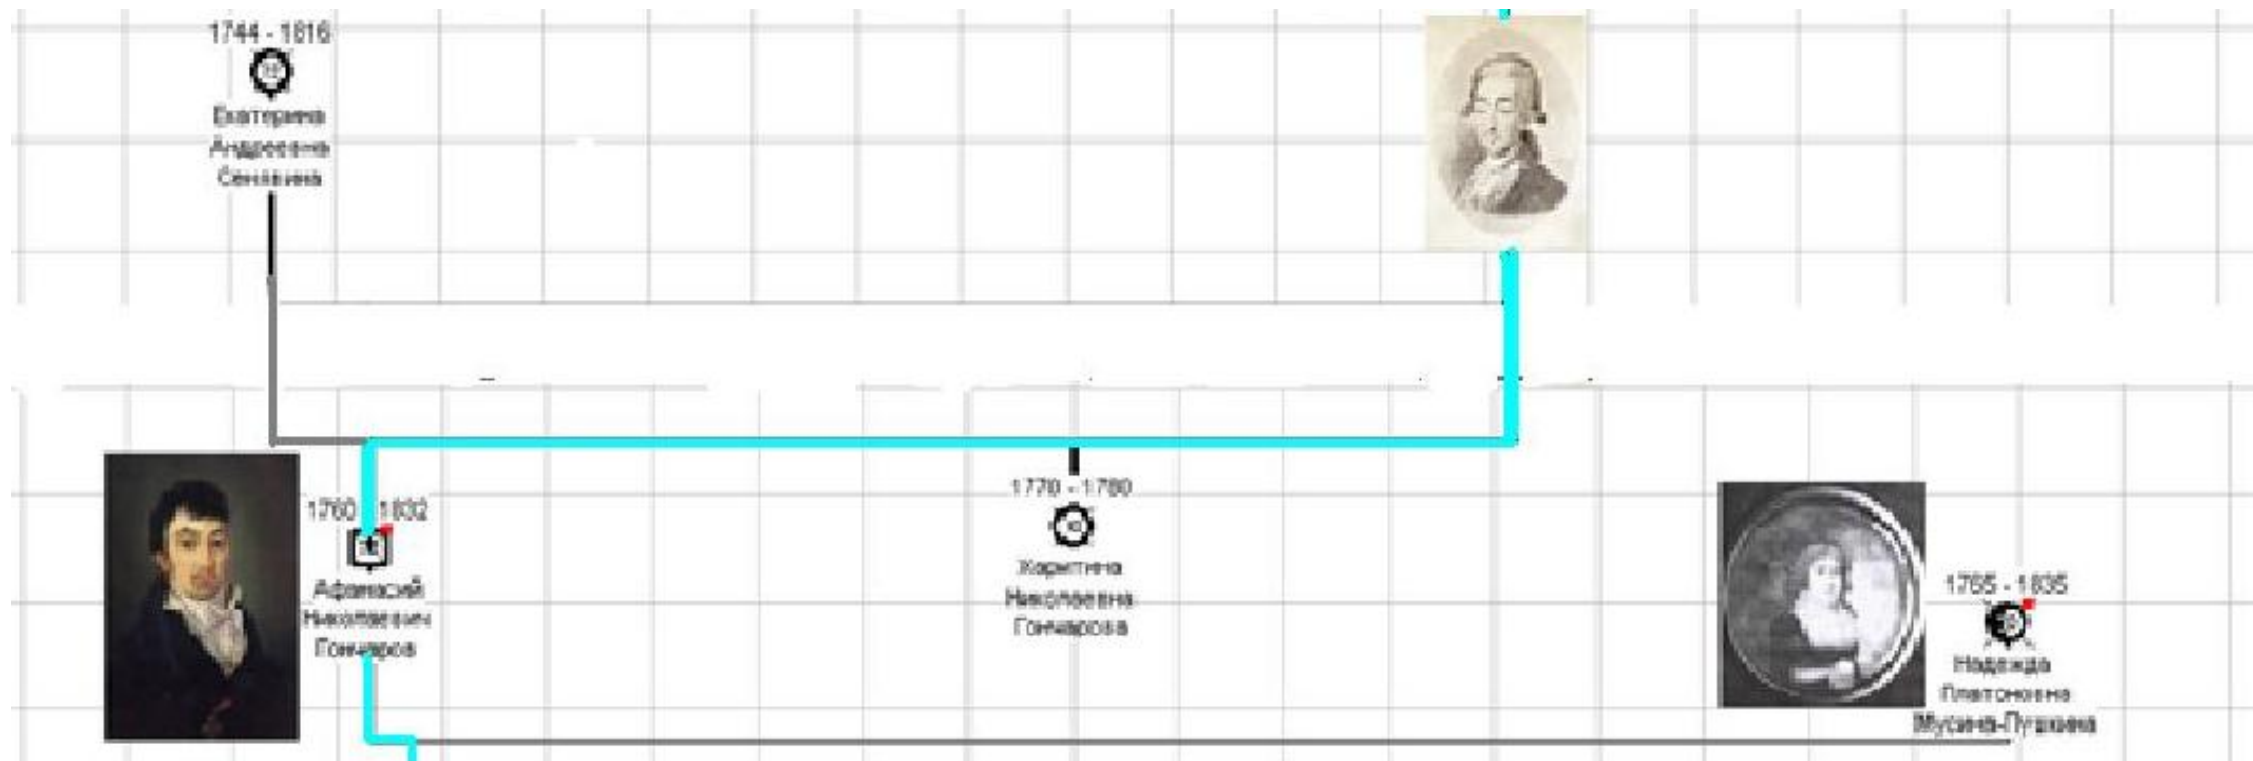 1744 - 1816
Екатерина
Андреевна
Сенявина
1760 - 1832
Афанасий
Николаевич
Гончаров
1770 - 1780
Харитина
Николаевна
Гончарова
1765 - 1835
Надежда
Платоновна
Мусина-Пушкина